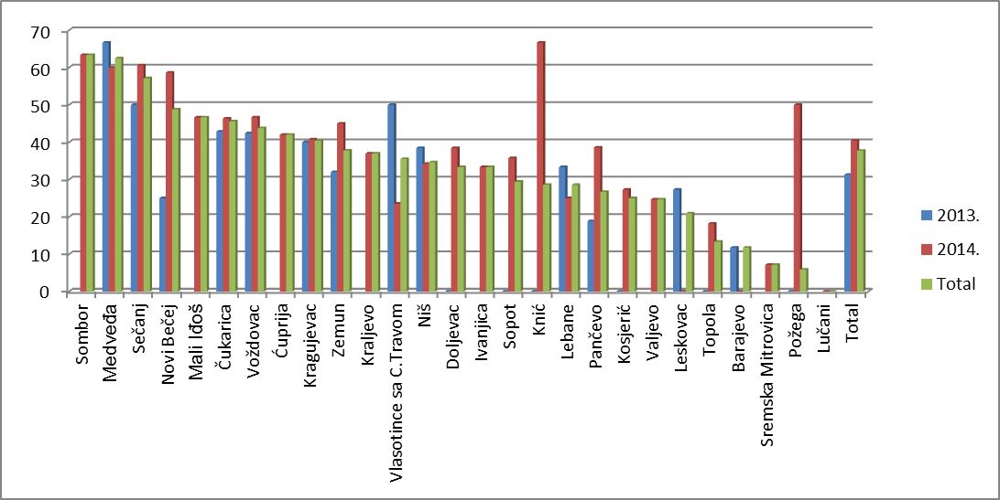 70
60
50
40
30
20
10
0
Sombor
Medveđa
Sečanj
Novi Bečej
Mali Iđoš
Čukarica
Voždovac
Ćuprija
Kragujevac
Zemun
Kraljevo
Vlasotince sa C.Travom
Niš
Doljevac
Ivanjica
Sopot
Knić
Lebane
Pančevo
Kosjerić
Valjevo
Leskovac
Topola
Barajevo
Sremska Mitrovica
Požega
Lučani
Total
2013.
2014.
Total